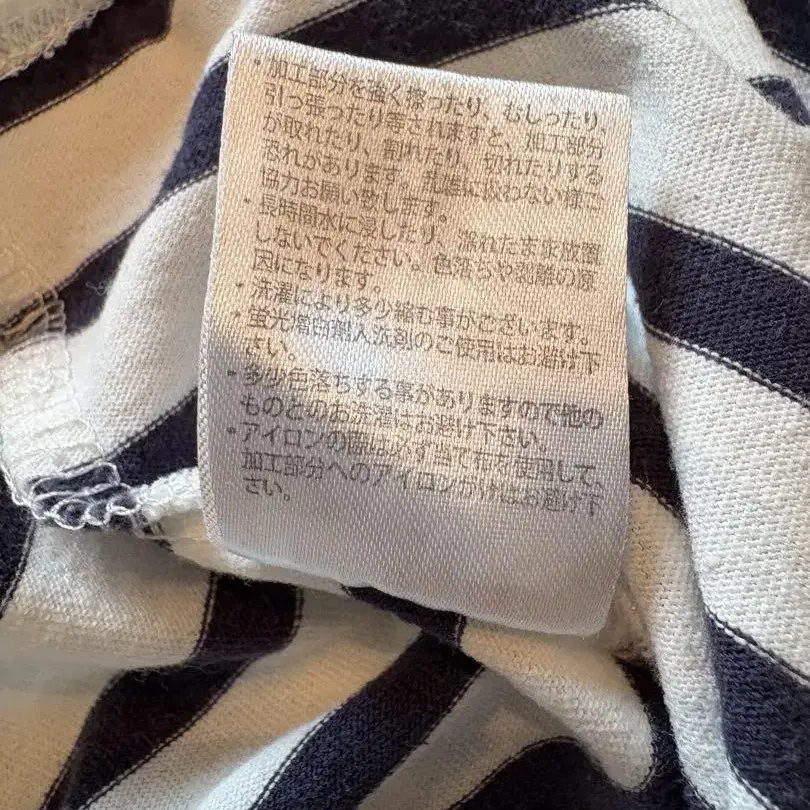 ・加工部分を強く擦ったり、むしったり、
引っ張ったり等されますと、加工部分
が取れたり、割れたり、切れたりする
恐れがあります。乱雑に扱わない様ご
協力お願い致します。
・長時間水に浸したり、濡れたまま放置
しないでください。色落ちや剥離の原
因になります。
・洗濯により多少縮む事がございます。
・蛍光増白剤入洗剤のご使用はお避け下
さい。
・多少色落ちする事がありますので他の
ものとのお洗濯はお避け下さい。
・アイロンの際は必ず当て布を使用して、
加工部分へのアイロンがけはお避け下
さい。